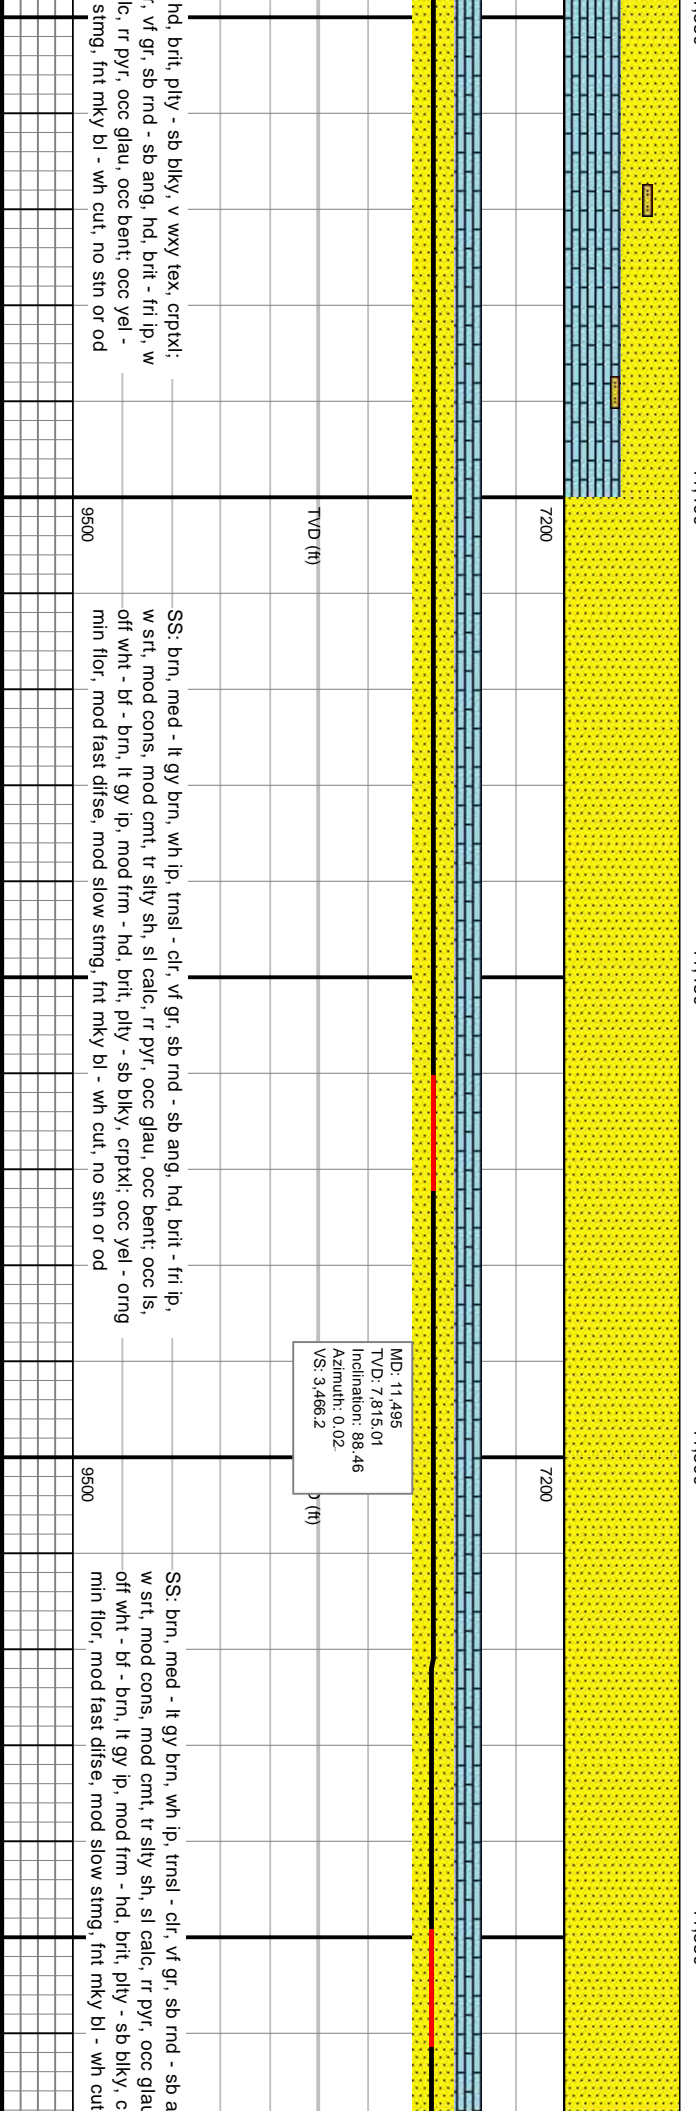 hd, brit, plty - sb blky, v wxy tex, crptxl;
, vf gr, sb rnd - sb ang, hd, brit - fri ip, w
lc, rr pyr, occ glau, occ bent; occ yel -
stmg, fnt mky bl - wh cut, no stn or od
7200
TVD (ft)
9500
SS: brn, med - lt gy brn, wh ip, trnsl - clr, vf gr, sb rnd - sb ang, hd, brit - fri ip,
w srt, mod cons, mod cmt, tr slty sh, sl calc, rr pyr, occ glau, occ bent; occ ls,
off wht - bf - brn, lt gy ip, mod frm - hd, brit, plty - sb blky, crptxl; occ yel - orng
min flor, mod fast difse, mod slow stmg, fnt mky bl - wh cut, no stn or od
MD: 11,495
TVD: 7,815.01
Inclination: 88.46
Azimuth: 0.02
VS: 3,466.2
7200
(ft)
9500
SS: brn, med - lt gy brn, wh ip, trnsl - clr, vf gr, sb rnd - sb a
w srt, mod cons, mod cmt, tr slty sh, sl calc, rr pyr, occ glau
off wht - bf - brn, lt gy ip, mod frm - hd, brit, plty - sb blky, c
min flor, mod fast difse, mod slow stmg, fnt mky bl - wh cut